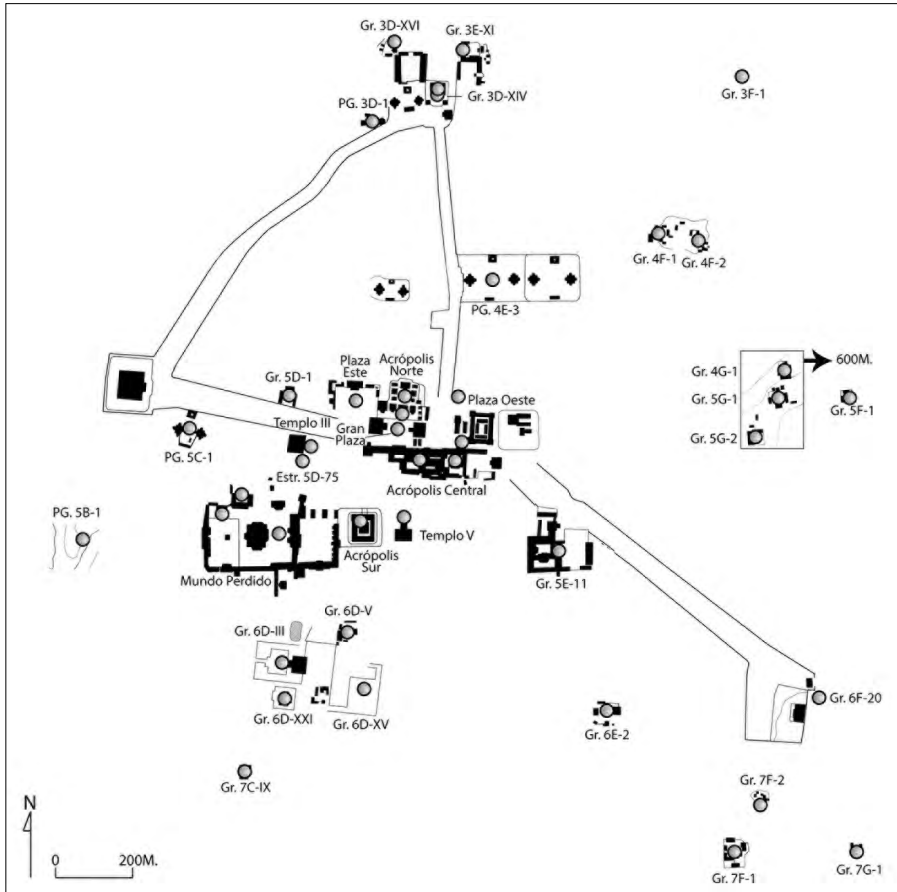 Gr. 3D-XVI
Gr. 3E-XI
Gr. 3F-1
Gr. 3D-XIV
PG. 3D-1
Gr. 4F-1
Gr. 4F-2
PG. 4E-3
Plaza
Este
Acrópolis
Norte
Gr. 5D-1
Plaza Oeste
Gr. 4G-1
600M.
Gr. 5G-1
Gr. 5F-1
Gr. 5G-2
Templo III
Gran
Plaza
PG. 5C-1
Estr. 5D-75
Acrópolis Central
PG. 5B-1
Mundo Perdido
Acrópolis
Sur
Templo V
Gr. 5E-11
Gr. 6D-V
Gr. 6D-III
Gr. 6D-XXI
Gr. 6D-XV
Gr. 6F-20
Gr. 6E-2
Gr. 7C-IX
Gr. 7F-2
N
0
200M.
Gr. 7F-1
Gr. 7G-1